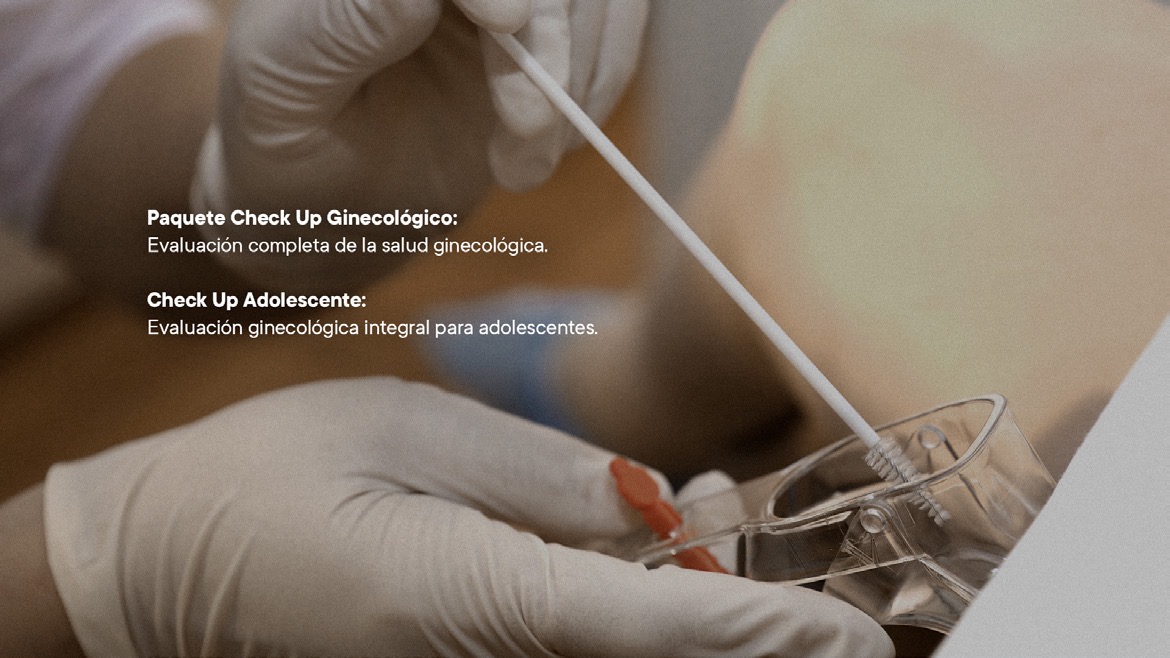 Paquete Check Up Ginecológico:
Evaluación completa de la salud ginecológica.
Check Up Adolescente:
Evaluación ginecológica integral para adolescentes.